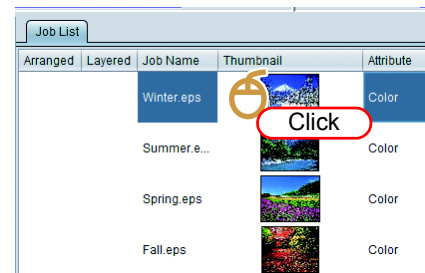 Job List
Arranged Layered Job Name Thumbnail Attribute
Winter.eps Color
Click
Summer.e... Color
Spring.eps Color
Fall.eps Color